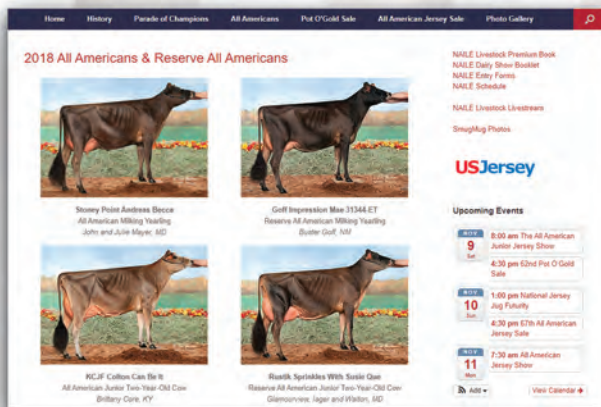 Home History Parade of Champions All Americans Pot O'Gold Sale All American Jersey Sale Photo Gallery
2018 All Americans & Reserve All Americans
Stoney Point Andreas Becca
All American Milking Yearling
John and Julie Mayer, MD
Goff Impression Mae 31344-ET
Reserve All American Milking Yearling
Buster Goff, NM
KCJF Colton Can Be It
All American Junior Two-Year-Old Cow
Brittany Core, KY
Rustik Sprinkles With Susie Que
Reserve All American Junior Two-Year-Old Cow
Glamourview, Iager and Walton, MD
NAILE Livestock Premium Book
NAILE Dairy Show Booklet
NAILE Entry Forms
NAILE Schedule
NAILE Livestock Livestream
SmugMug Photos
USJersey
Upcoming Events
NOV
9
Sat
8:00 am The All American
Junior Jersey Show
4:30 pm 62nd Pot O'Gold
Sale
NOV
10
Sun
1:00 pm National Jersey
Jug Futurity
4:30 pm 67th All American
Jersey Sale
NOV
11
Mon
7:30 am All American
Jersey Show
Add
View Calendar